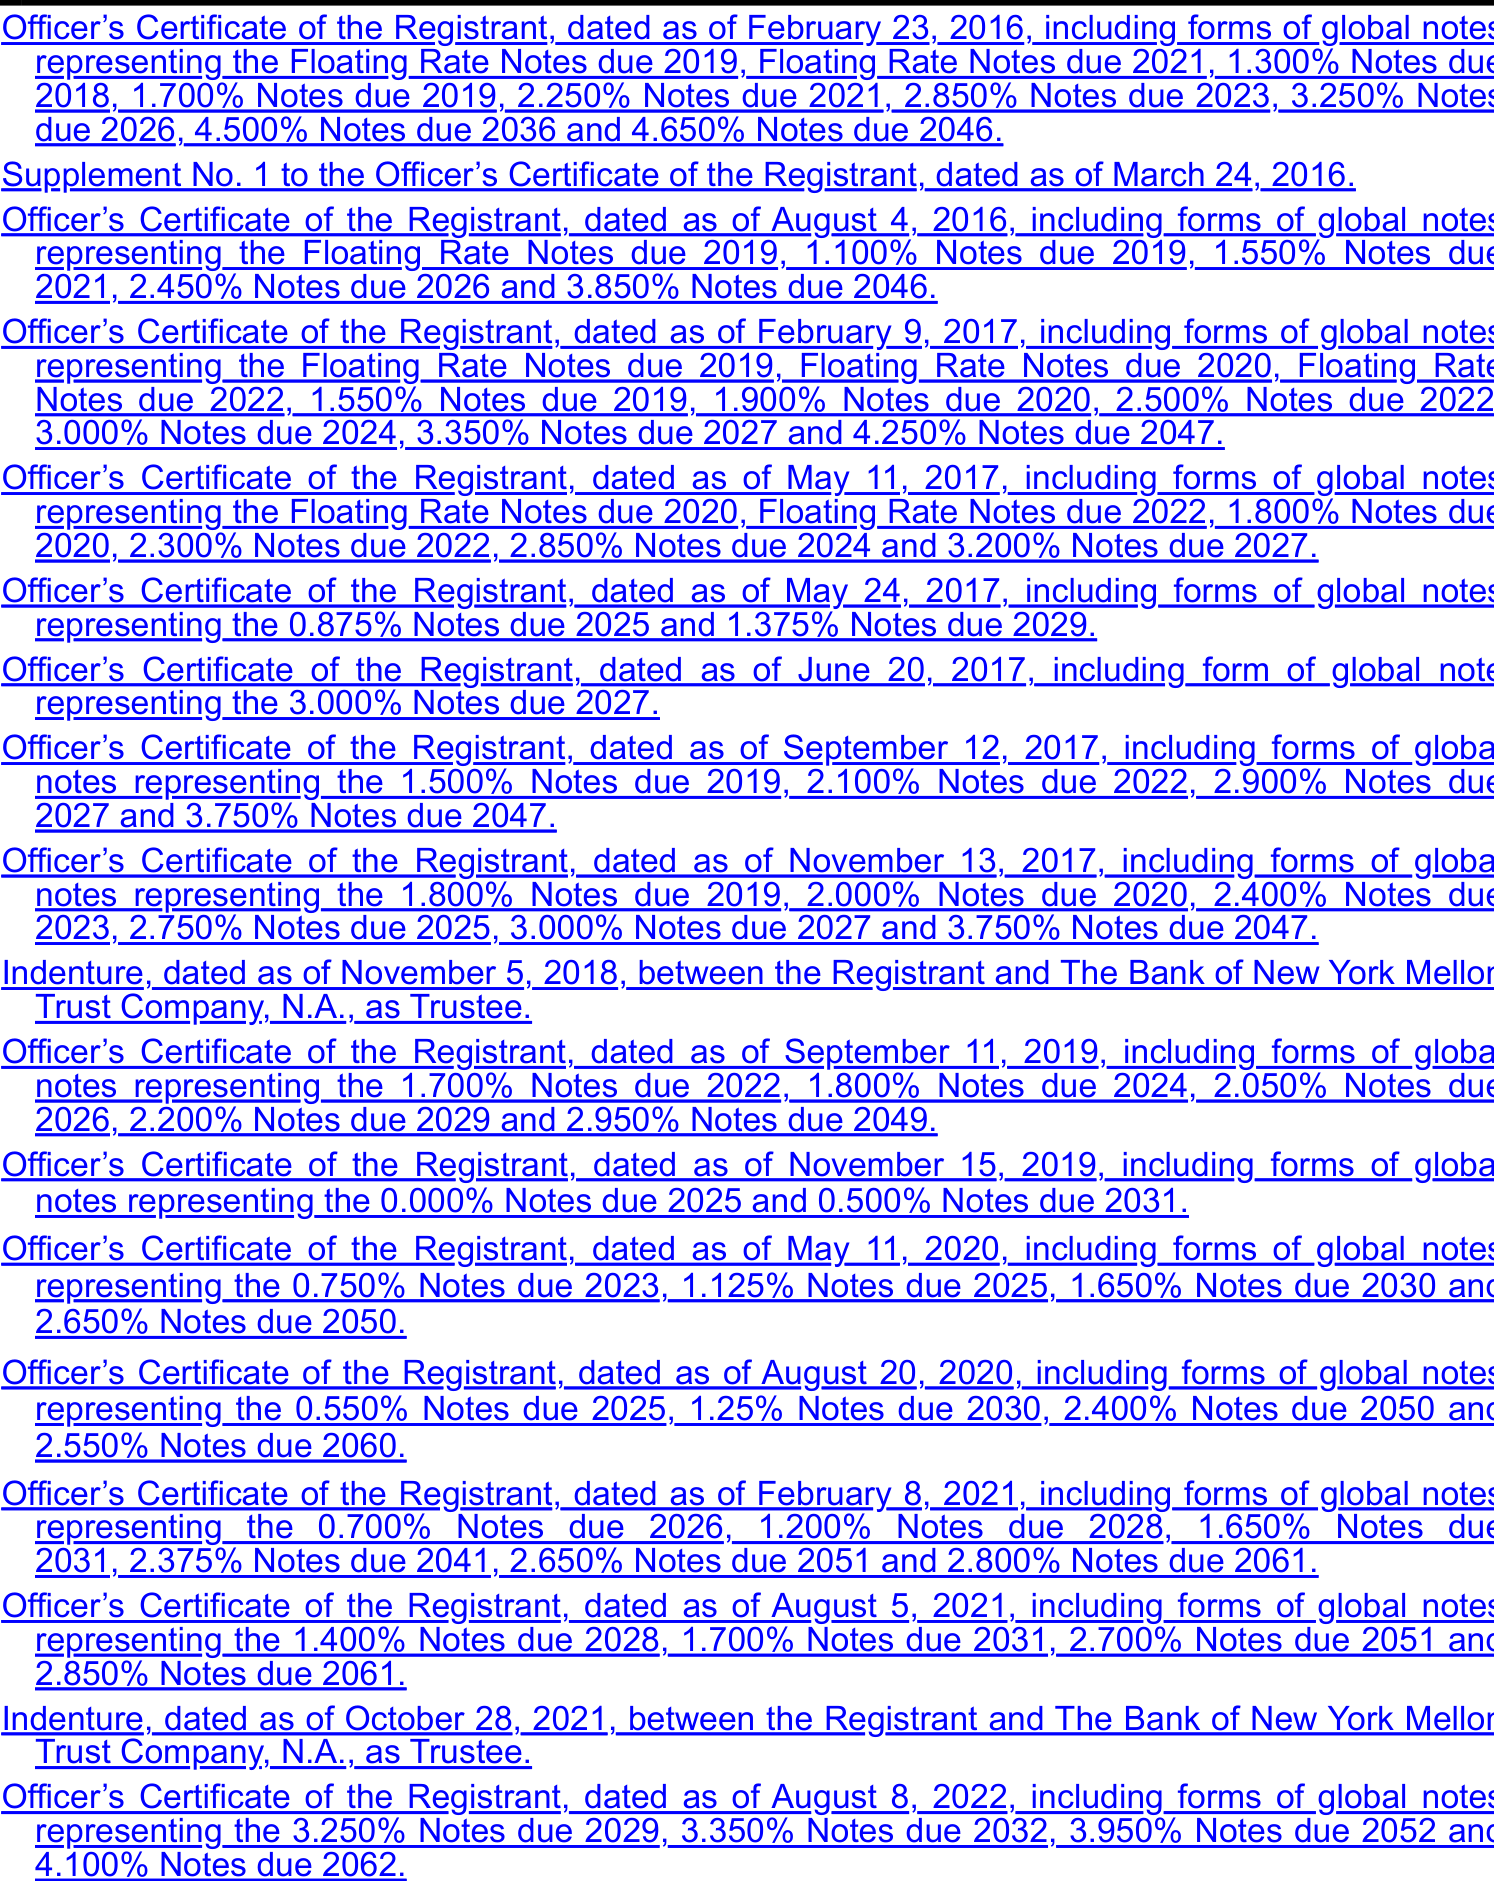 Officer’s Certificate of the Registrant, dated as of February 23, 2016, including forms of global notes
representing the Floating Rate Notes due 2019, Floating Rate Notes due 2021, 1.300% Notes due
2018, 1.700% Notes due 2019, 2.250% Notes due 2021, 2.850% Notes due 2023, 3.250% Notes
due 2026, 4.500% Notes due 2036 and 4.650% Notes due 2046.
Supplement No. 1 to the Officer’s Certificate of the Registrant, dated as of March 24, 2016.
Officer’s Certificate of the Registrant, dated as of August 4, 2016, including forms of global notes
representing the Floating Rate Notes due 2019, 1.100% Notes due 2019, 1.550% Notes due
2021, 2.450% Notes due 2026 and 3.850% Notes due 2046.
Officer’s Certificate of the Registrant, dated as of February 9, 2017, including forms of global notes
representing the Floating Rate Notes due 2019, Floating Rate Notes due 2020, Floating Rate
Notes due 2022, 1.550% Notes due 2019, 1.900% Notes due 2020, 2.500% Notes due 2022
3.000% Notes due 2024, 3.350% Notes due 2027 and 4.250% Notes due 2047.
Officer’s Certificate of the Registrant, dated as of May 11, 2017, including forms of global notes
representing the Floating Rate Notes due 2020, Floating Rate Notes due 2022, 1.800% Notes due
2020, 2.300% Notes due 2022, 2.850% Notes due 2024 and 3.200% Notes due 2027.
Officer’s Certificate of the Registrant, dated as of May 24, 2017, including forms of global notes
representing the 0.875% Notes due 2025 and 1.375% Notes due 2029.
Officer’s Certificate of the Registrant, dated as of June 20, 2017, including form of global note
representing the 3.000% Notes due 2027.
Officer’s Certificate of the Registrant, dated as of September 12, 2017, including forms of globa
notes representing the 1.500% Notes due 2019, 2.100% Notes due 2022, 2.900% Notes due
2027 and 3.750% Notes due 2047.
Officer’s Certificate of the Registrant, dated as of November 13, 2017, including forms of globa
notes representing the 1.800% Notes due 2019, 2.000% Notes due 2020, 2.400% Notes due
2023, 2.750% Notes due 2025, 3.000% Notes due 2027 and 3.750% Notes due 2047.
Indenture, dated as of November 5, 2018, between the Registrant and The Bank of New York Mellon
Trust Company, N.A., as Trustee.
Officer’s Certificate of the Registrant, dated as of September 11, 2019, including forms of globa
notes representing the 1.700% Notes due 2022, 1.800% Notes due 2024, 2.050% Notes due
2026, 2.200% Notes due 2029 and 2.950% Notes due 2049.
Officer’s Certificate of the Registrant, dated as of November 15, 2019, including forms of globa
notes representing the 0.000% Notes due 2025 and 0.500% Notes due 2031.
Officer’s Certificate of the Registrant, dated as of May 11, 2020, including forms of global notes
representing the 0.750% Notes due 2023, 1.125% Notes due 2025, 1.650% Notes due 2030 and
2.650% Notes due 2050.
Officer’s Certificate of the Registrant, dated as of August 20, 2020, including forms of global notes
representing the 0.550% Notes due 2025, 1.25% Notes due 2030, 2.400% Notes due 2050 and
2.550% Notes due 2060.
Officer’s Certificate of the Registrant, dated as of February 8, 2021, including forms of global notes
representing the 0.700% Notes due 2026, 1.200% Notes due 2028, 1.650% Notes due
2031, 2.375% Notes due 2041, 2.650% Notes due 2051 and 2.800% Notes due 2061.
Officer’s Certificate of the Registrant, dated as of August 5, 2021, including forms of global notes
representing the 1.400% Notes due 2028, 1.700% Notes due 2031, 2.700% Notes due 2051 and
2.850% Notes due 2061.
Indenture, dated as of October 28, 2021, between the Registrant and The Bank of New York Mellon
Trust Company, N.A., as Trustee.
Officer’s Certificate of the Registrant, dated as of August 8, 2022, including forms of global notes
representing the 3.250% Notes due 2029, 3.350% Notes due 2032, 3.950% Notes due 2052 and
4.100% Notes due 2062.